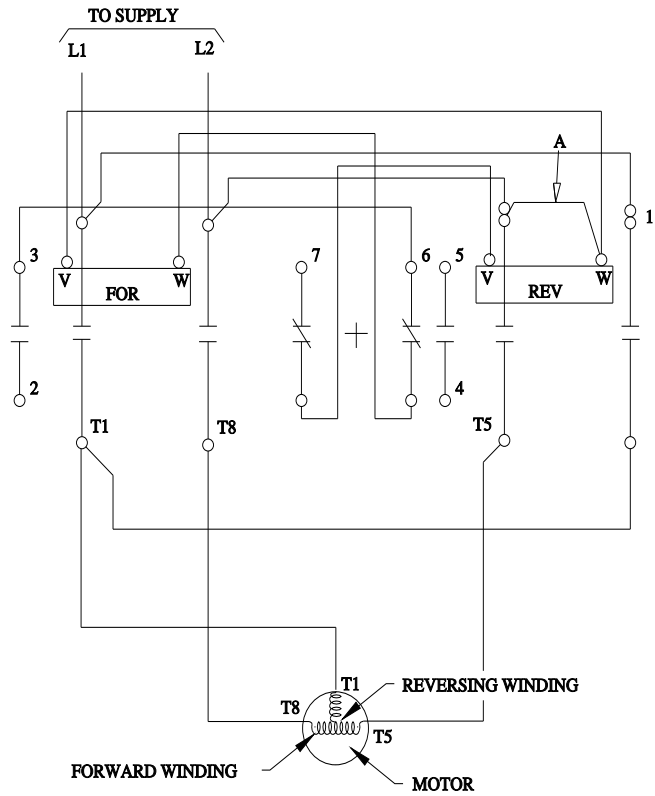 TO SUPPLY
L1
L2
A
3
7
6
5
1
V
W
FOR
V
W
REV
2
4
T1
T8
T5
T1
REVERSING WINDING
T8
T5
FORWARD WINDING
MOTOR